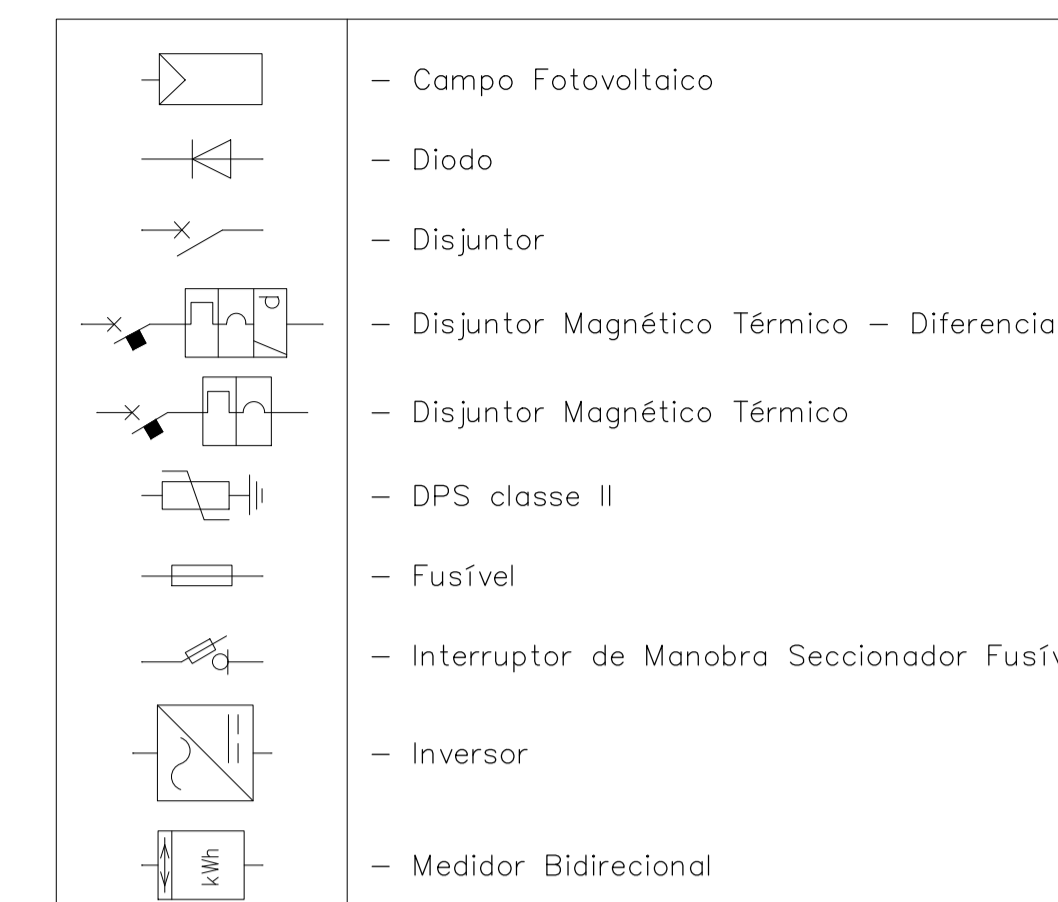 – Campo Fotovoltaico
– Diodo
– Disjuntor
d
– Disjuntor Magnético Térmico – Diferencia
– Disjuntor Magnético Térmico
– DPS classe II
– Fusível
– Interruptor de Manobra Seccionador
– Inversor
kWh
– Medidor Bidirecional